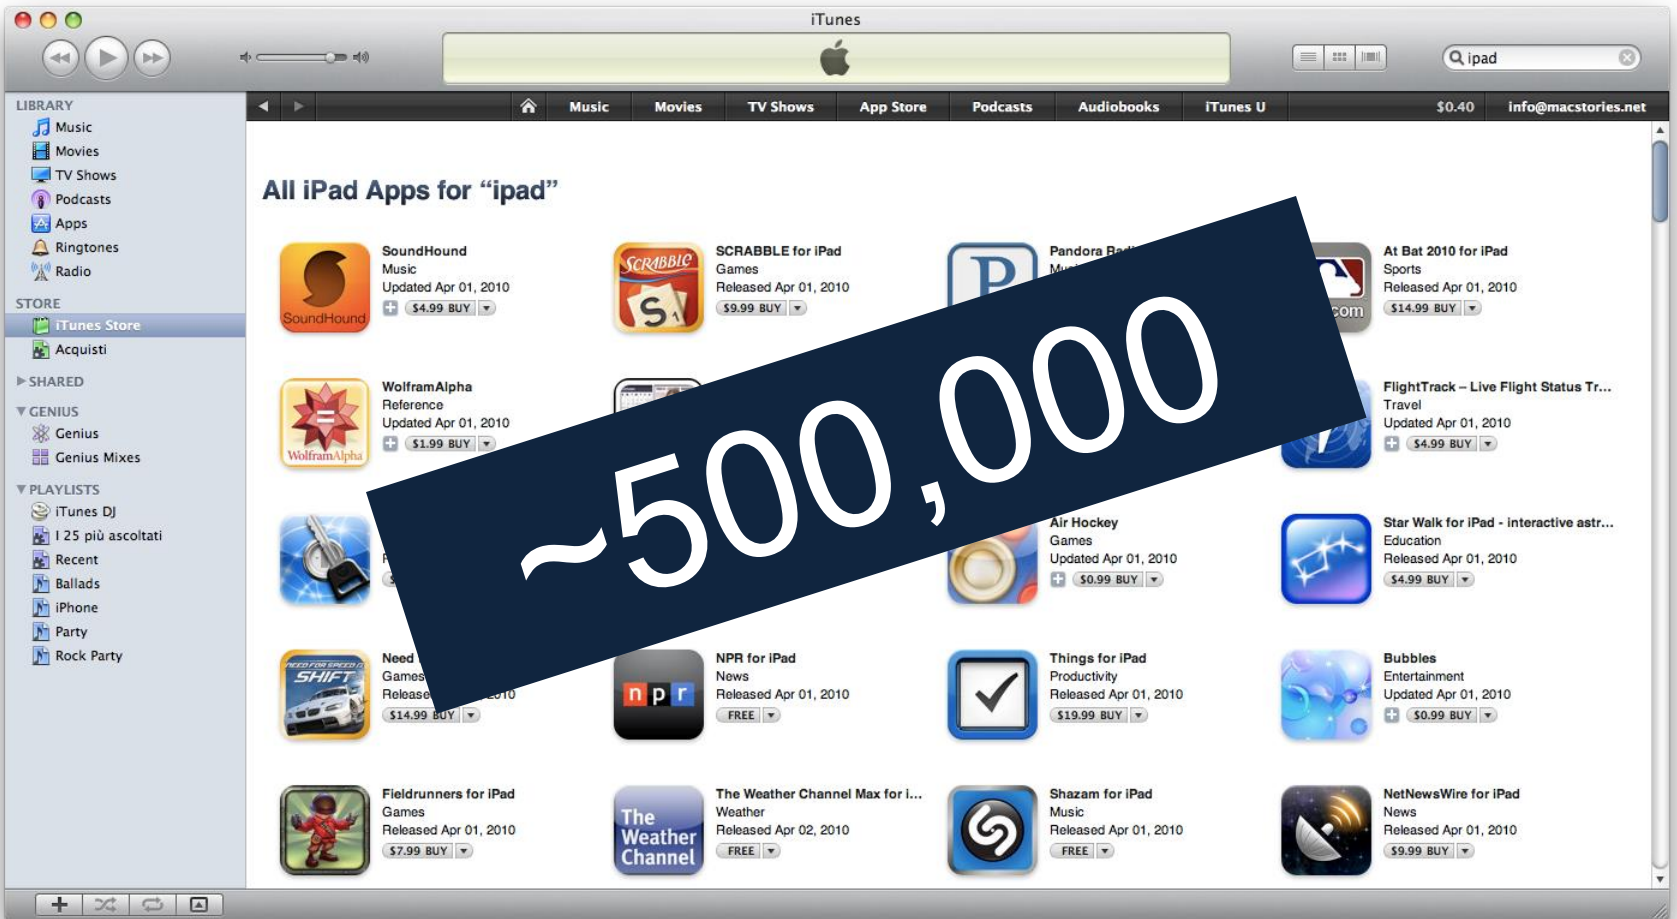 iTunes
ipad
LIBRARY
Music
Movies
TV Shows
Podcasts
Apps
Ringtones
Radio
STORE
iTunes Store
Acquisti
SHARED
GENIUS
Genius
Genius Mixes
PLAYLISTS
iTunes DJ
I 25 più ascoltati
Recent
Ballads
iPhone
Party
Rock Party
Music Movies TV Shows App Store Podcasts Audiobooks iTunes U $0.40 info@macstories.net
All iPad Apps for “ipad”
SoundHound
SoundHound
Music
Updated Apr 01, 2010
$4.99 BUY
SCRABBLE
S
SCRABBLE for iPad
Games
Released Apr 01, 2010
$9.99 BUY
P
Pandora
.com
At Bat 2010 for iPad
Sports
Released Apr 01, 2010
$14.99 BUY
WolframAlpha
WolframAlpha
Reference
Updated Apr 01, 2010
$1.99 BUY
~500,000
FlightTrack – Live Flight Status Tr...
Travel
Updated Apr 01, 2010
$4.99 BUY
Air Hockey
Games
Updated Apr 01, 2010
$0.99 BUY
Star Walk for iPad - interactive astr...
Education
Released Apr 01, 2010
$4.99 BUY
NEED FOR SPEED
SHIFT
Need
Games
$14.99 BUY
npr
NPR for iPad
News
Released Apr 01, 2010
FREE
Things for iPad
Productivity
Released Apr 01, 2010
$19.99 BUY
Bubbles
Entertainment
Updated Apr 01, 2010
$0.99 BUY
Fieldrunners for iPad
Games
Released Apr 01, 2010
$7.99 BUY
The
Weather
Channel
The Weather Channel Max for i...
Weather
Released Apr 02, 2010
FREE
Shazam for iPad
Music
Released Apr 01, 2010
FREE
NetNewsWire for iPad
News
Released Apr 01, 2010
$9.99 BUY